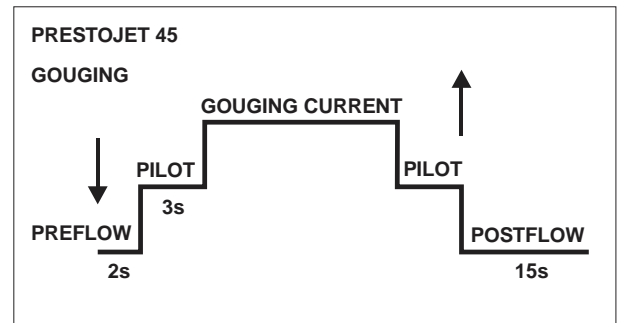 PRESTOJET 45
GOUGING
GOUGING CURRENT
PILOT PILOT
3s
PREFLOW POSTFLOW
2s 15s